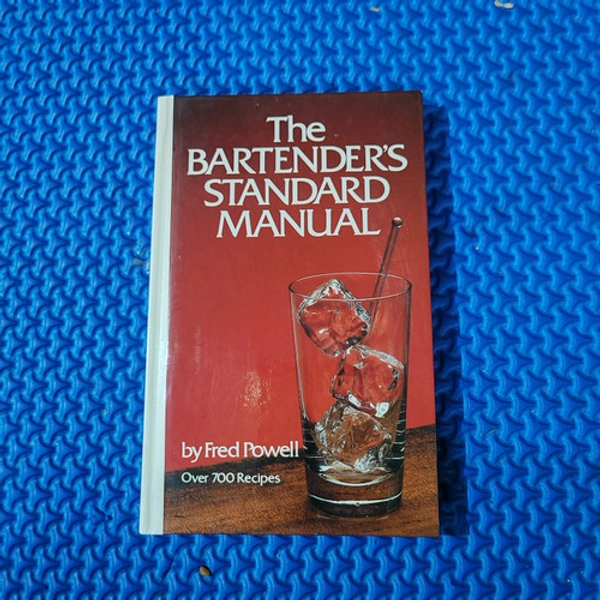 The
BARTENDER'S
STANDARD
MANUAL
by Fred Powell
Over 700 Recipes